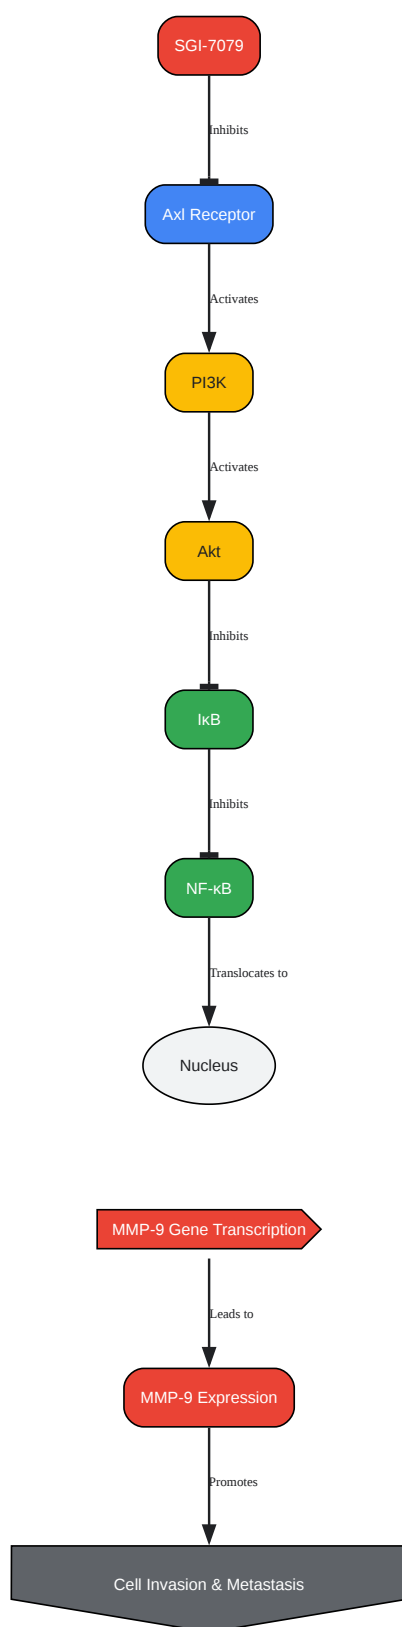 SGI-7079
Inhibits
Axl Receptor
Activates
PI3K
Activates
Akt
Inhibits
IκB
Inhibits
NF-κB
Translocates to
Nucleus
MMP-9 Gene Transcription
Leads to
MMP-9 Expression
Promotes
Cell Invasion & Metastasis